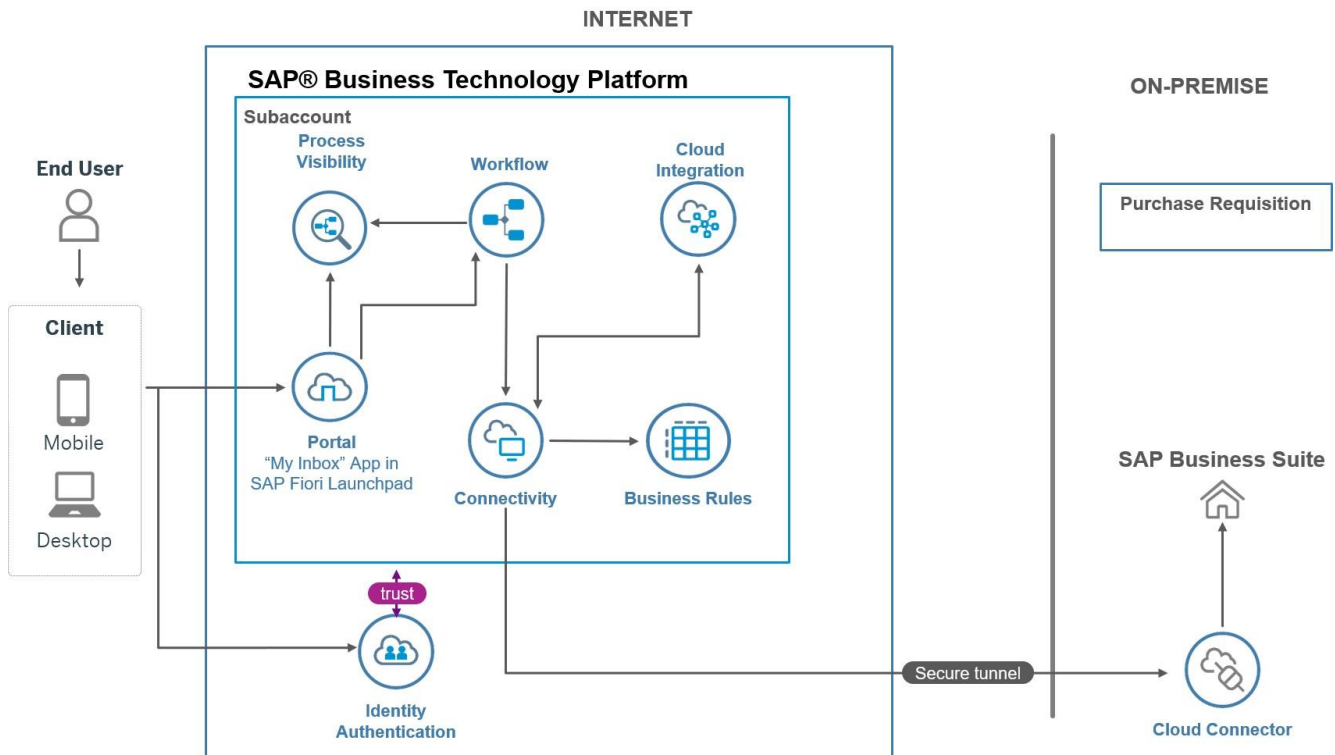 INTERNET
SAP® Business Technology Platform
ON-PREMISE
Subaccount
Process
Visibility
Workflow
Cloud
Integration
End User
Purchase Requisition
Client
Mobile
Desktop
Portal
“My Inbox” App in
SAP Fiori Launchpad
Connectivity
Business Rules
SAP Business Suite
trust
Identity
Authentication
Secure tunnel
Cloud Connector